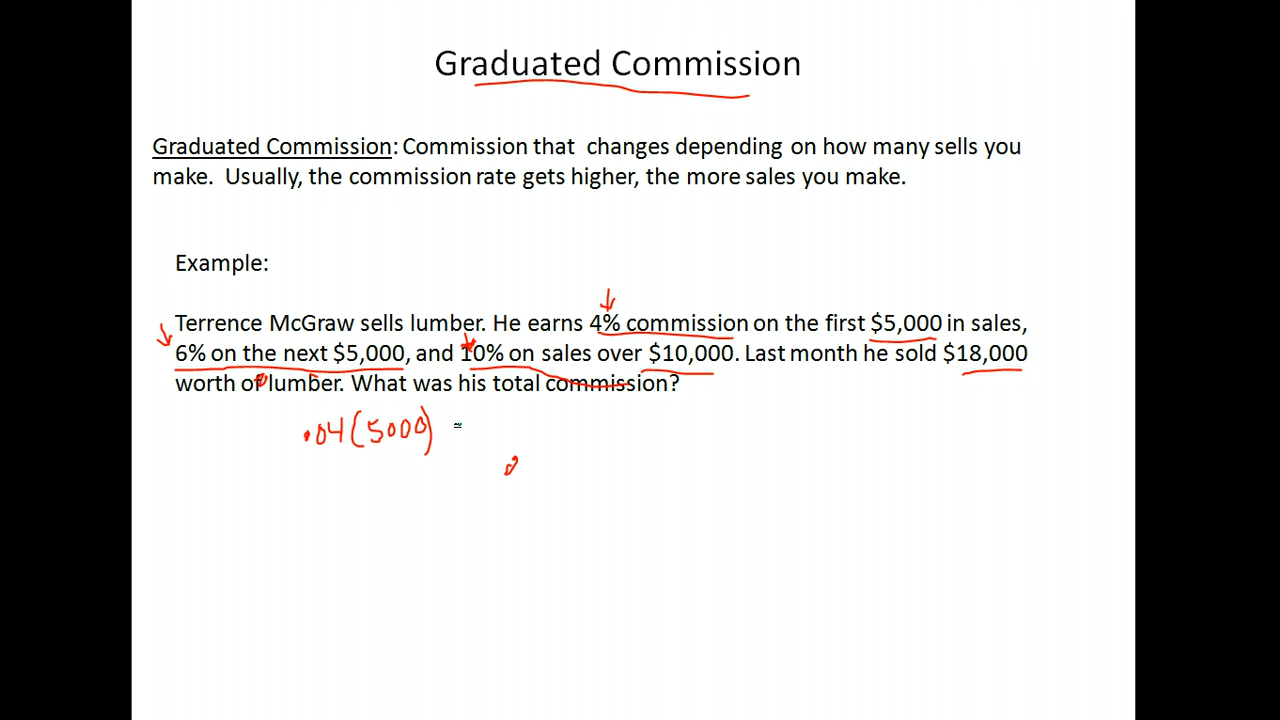 Graduated Commission
Graduated Commission: Commission that changes depending on how many sells you
make. Usually, the commission rate gets higher, the more sales you make.
Example:
Terrence McGraw sells lumber. He earns 4% commission on the first $5,000 in sales,
6% on the next $5,000, and 10% on sales over $10,000. Last month he sold $18,000
worth of lumber. What was his total commission?
.04(5000) =